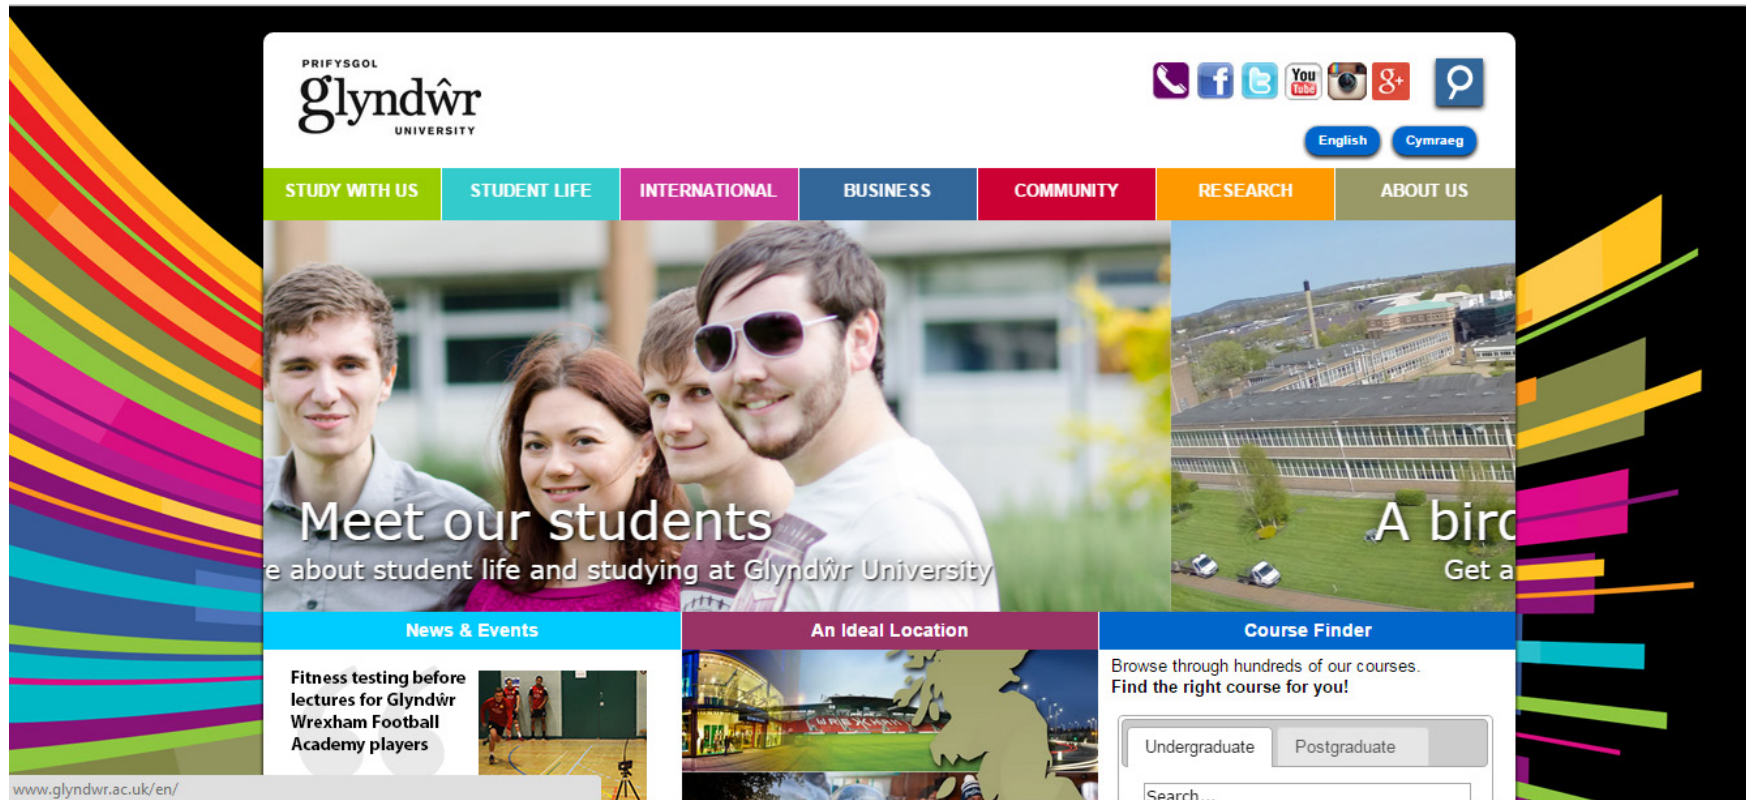 PRIFYSGOL
glyndŵr
UNIVERSITY
You
Tube
g+
English
Cymraeg
STUDY WITH US
STUDENT LIFE
INTERNATIONAL
BUSINESS
COMMUNITY
RESEARCH
ABOUT US
Meet our students
e about student life and studying at Glyndŵr University
A bird
Get a
News & Events
An Ideal Location
Course Finder
Fitness testing before
lectures for Glyndŵr
Wrexham Football
Academy players
WREXHAM
Browse through hundreds of our courses.
Find the right course for you!
Undergraduate
Postgraduate
Search...
www.glyndwr.ac.uk/en/